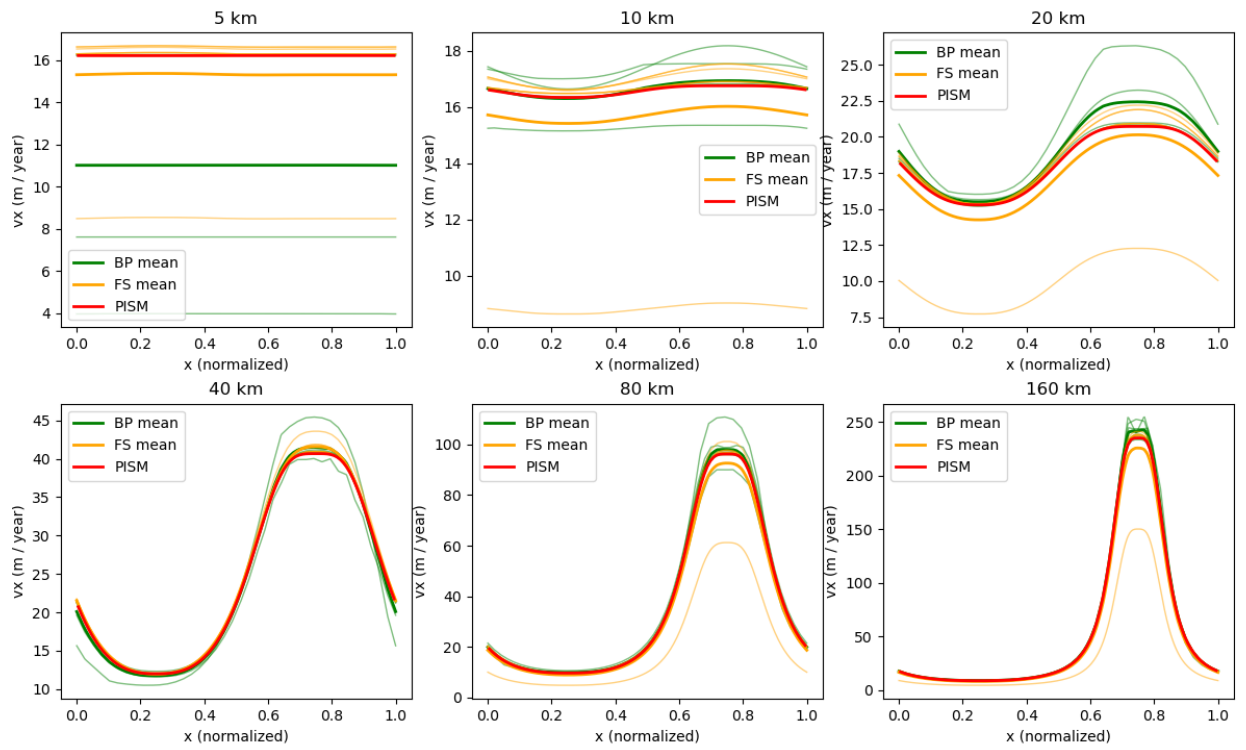 5 km
vx (m / year)
16
14
12
10
8
6
4
BP mean
FS mean
PISM
0.0 0.2 0.4 0.6 0.8 1.0
x (normalized)
10 km
vx (m / year)
18
16
14
12
10
BP mean
FS mean
PISM
0.0 0.2 0.4 0.6 0.8 1.0
x (normalized)
20 km
vx (m / year)
25.0
22.5
20.0
17.5
15.0
12.5
10.0
7.5
BP mean
FS mean
PISM
0.0 0.2 0.4 0.6 0.8 1.0
x (normalized)
40 km
vx (m / year)
45
40
35
30
25
20
15
10
BP mean
FS mean
PISM
0.0 0.2 0.4 0.6 0.8 1.0
x (normalized)
80 km
vx (m / year)
100
80
60
40
20
0
BP mean
FS mean
PISM
0.0 0.2 0.4 0.6 0.8 1.0
x (normalized)
160 km
vx (m / year)
250
200
150
100
50
0
BP mean
FS mean
PISM
0.0 0.2 0.4 0.6 0.8 1.0
x (normalized)